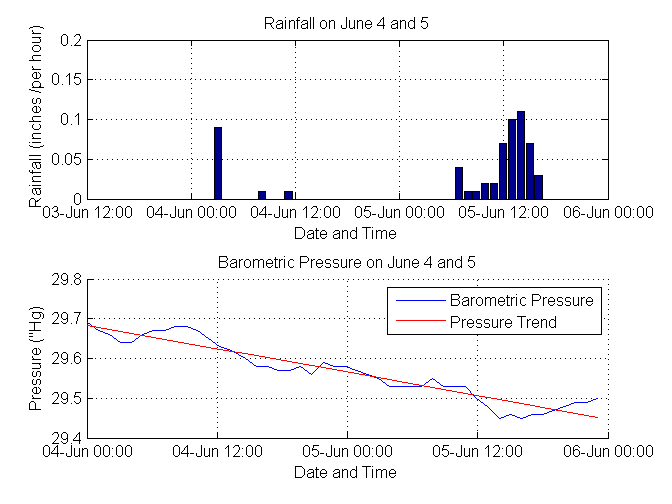 Rainfall on June 4 and 5
0.2
0.15
0.1
0.05
0
Rainfall (inches /per hour)
03-Jun 12:00 04-Jun 00:00 04-Jun 12:00 05-Jun 00:00 05-Jun 12:00 06-Jun 00:00
Date and Time
Barometric Pressure on June 4 and 5
29.8
29.7
29.6
29.5
29.4
Pressure ("Hg)
Barometric Pressure
Pressure Trend
04-Jun 00:00 04-Jun 12:00 05-Jun 00:00 05-Jun 12:00 06-Jun 00:00
Date and Time